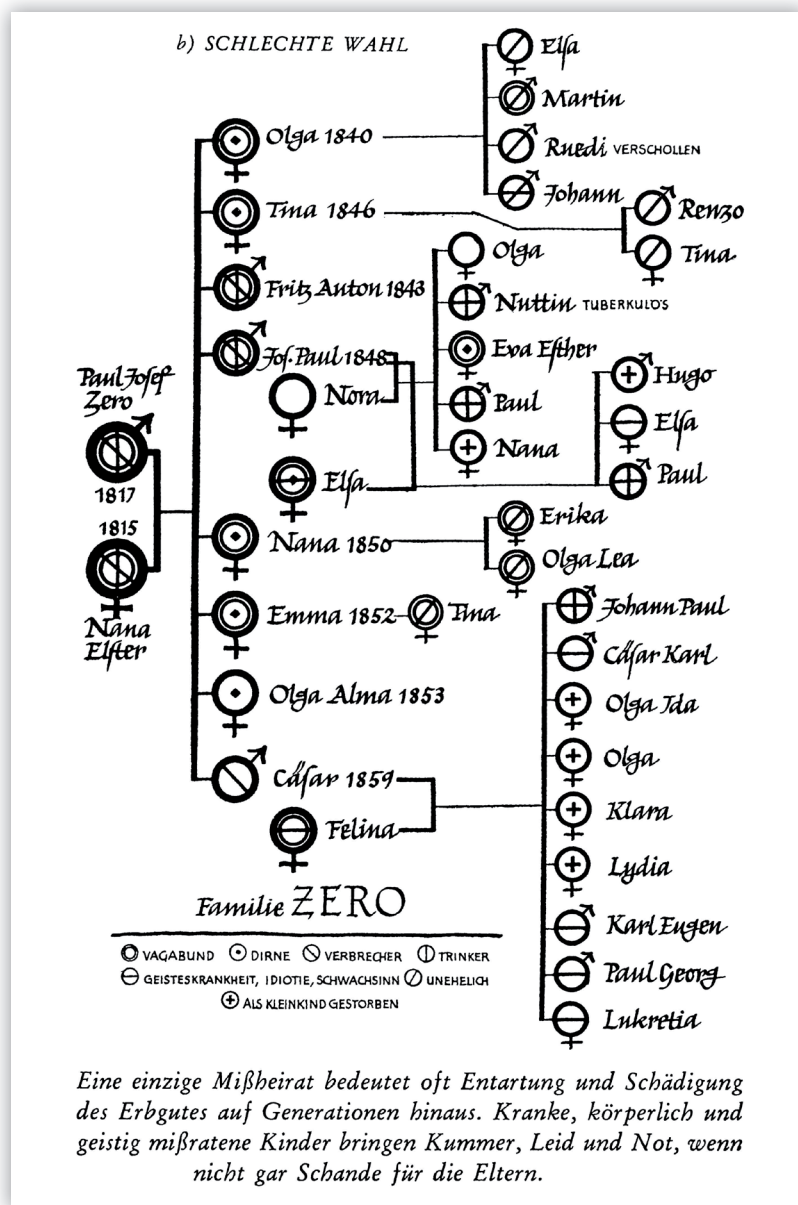 b) SCHLECHTE WAHL
Elſa
Martin
Olga 1840
Ruedi VERSCHOLLEN
Johann
Tina 1846
Renzo
Tina
Olga
Fritz Anton 1843
Nuttin TUBERKULÖS
Eva Eſther
Joſ. Paul 1848
Paul Joſef
Zero
Hugo
Nora
Paul
Elſa
Nana
Elſa
Paul
1817
1815
Erika
Nana 1850
Olga Lea
Johann Paul
Emma 1852
Tina
Nana
Elſter
Cäſar Karl
Olga Alma 1853
Olga Ida
Olga
Cäſar 1859
Klara
Felina
Lydia
Familie ZERO
Karl Eugen
VAGABUND DIRNE VERBRECHER TRINKER
Paul Georg
GEISTESKRANKHEIT, IDIOTIE, SCHWACHSINN UNEHELICH
ALS KLEINKIND GESTORBEN
Lukretia
Eine einzige Mißheirat bedeutet oft Entartung und Schädigung
des Erbgutes auf Generationen hinaus. Kranke, körperlich und
geistig mißratene Kinder bringen Kummer, Leid und Not, wenn
nicht gar Schande für die Eltern.